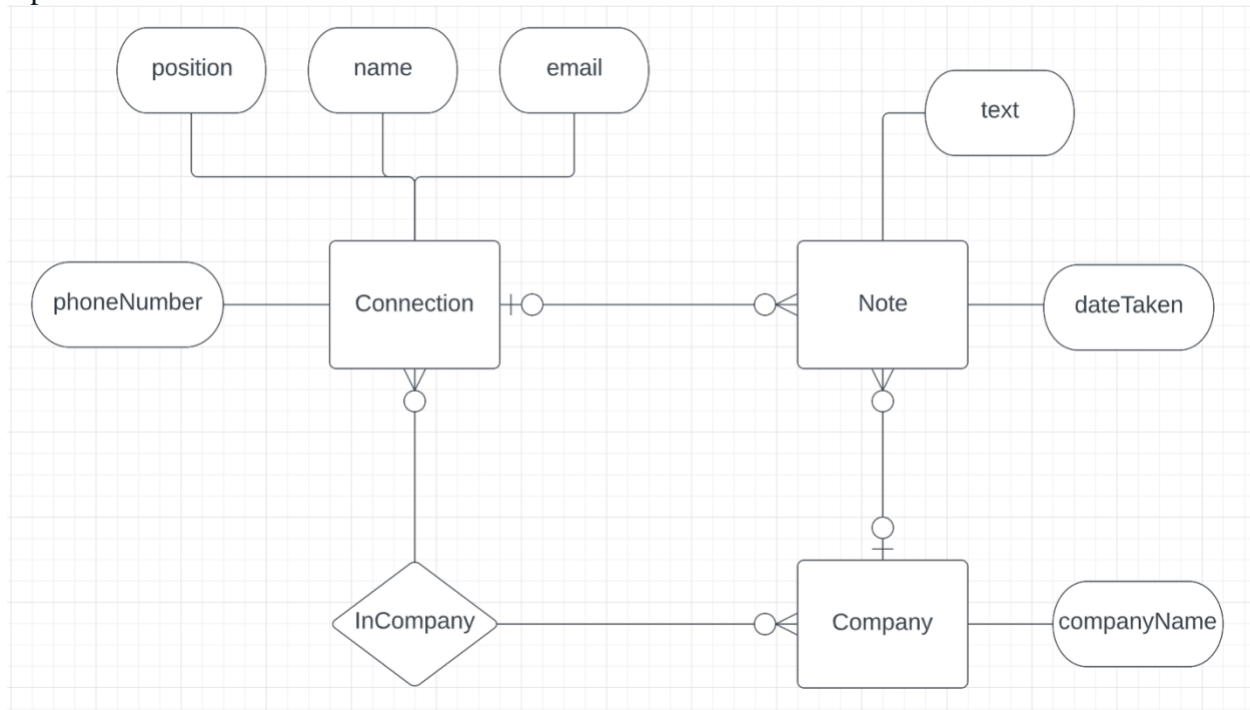 position
name
email
text
phoneNumber
Connection
Note
dateTaken
InCompany
Company
companyName